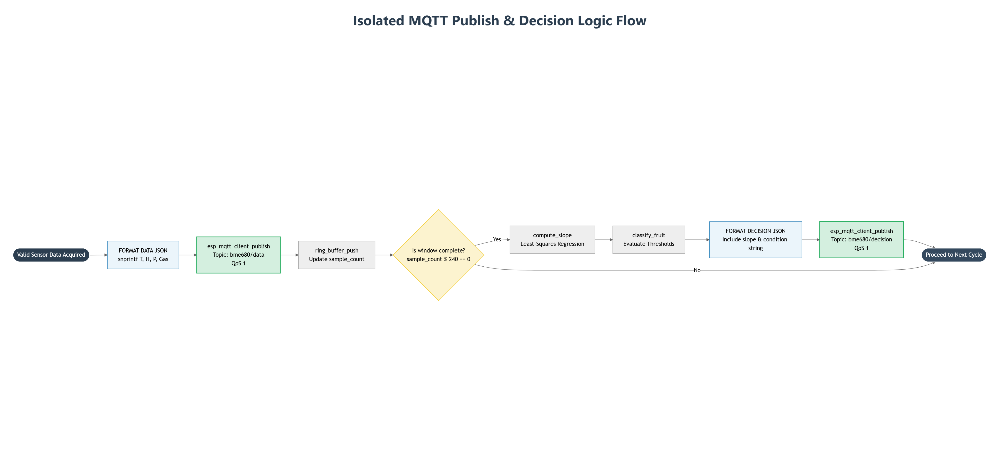 Isolated MQTT Publish & Decision Logic Flow
Valid Sensor Data Acquired
FORMAT DATA JSON
snprintf T, H, P, Gas
esp_mqtt_client_publish
Topic: bme680/data
QoS 1
ring_buffer_push
Update sample_count
Is window complete?
sample_count % 240 == 0
Yes
compute_slope
Least-Squares Regression
classify_fruit
Evaluate Thresholds
FORMAT DECISION JSON
Include slope & condition
string
esp_mqtt_client_publish
Topic: bme680/decision
QoS 1
No
Proceed to Next Cycle